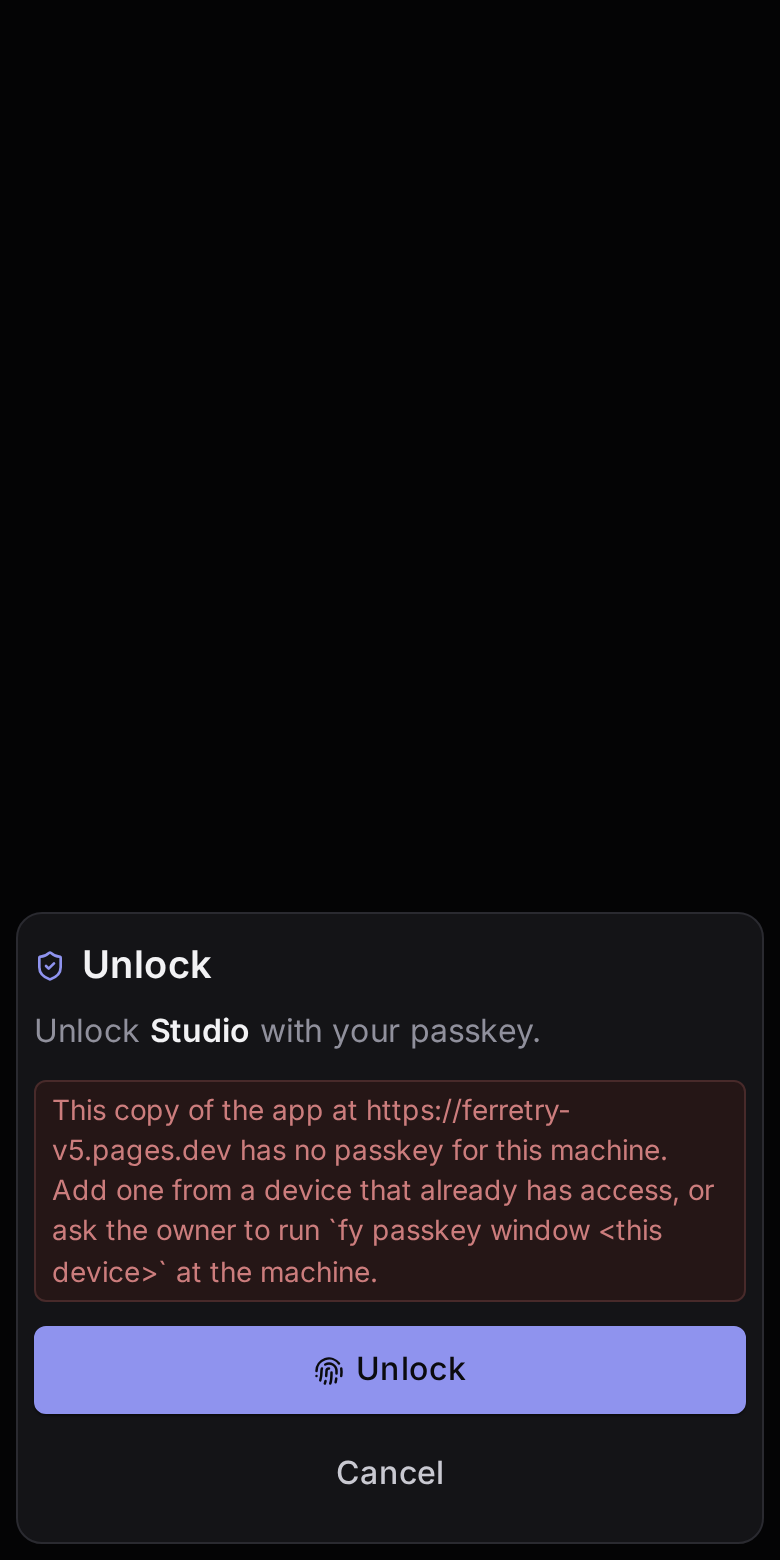 Unlock
Unlock Studio with your passkey.
This copy of the app at https://ferretry-
v5.pages.dev has no passkey for this machine.
Add one from a device that already has access, or
ask the owner to run `fy passkey window <this
device>` at the machine.
Unlock
Cancel